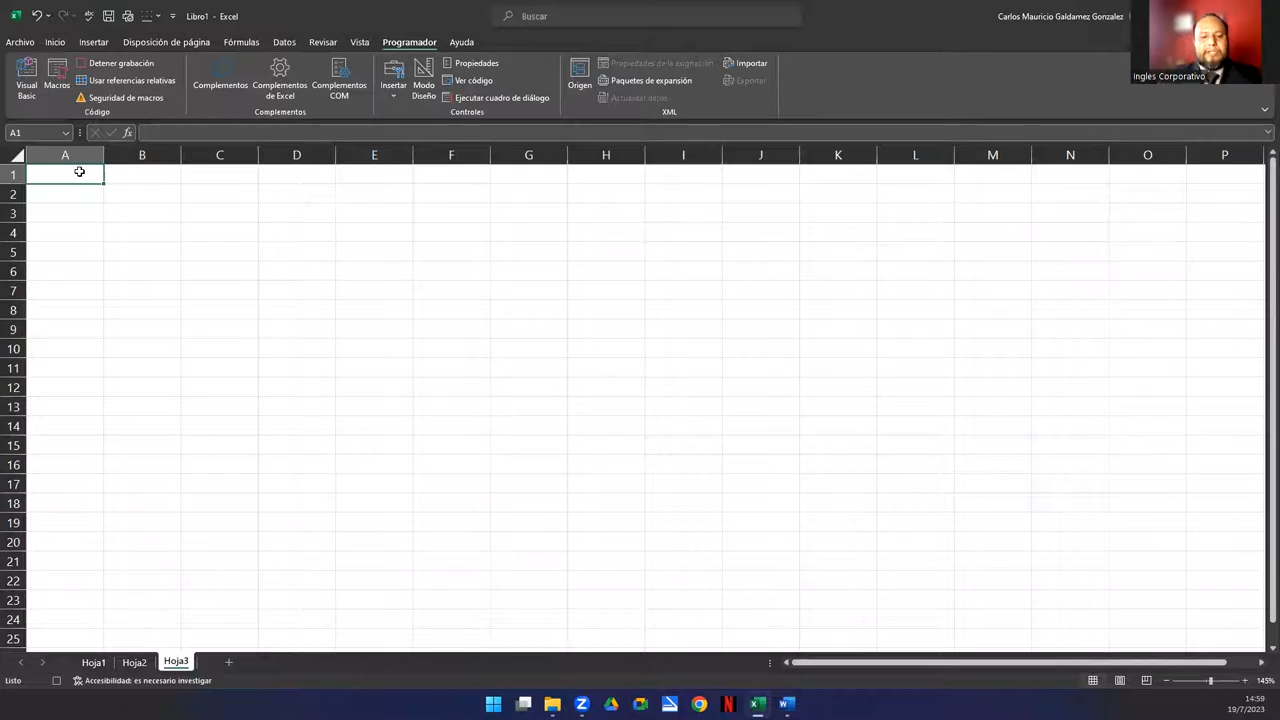 Libro1 - Excel
Buscar
Carlos Mauricio Galdamez Gonzalez
Ingles Corporativo
Archivo Inicio Insertar Disposición de página Fórmulas Datos Revisar Vista Programador Ayuda
Visual Basic
Macros
Detener grabación
Usar referencias relativas
Seguridad de macros
Código
Complementos
Complementos de Excel
Complementos COM
Complementos
Insertar
Modo Diseño
Propiedades
Ver código
Ejecutar cuadro de diálogo
Controles
Origen
Propiedades de la asignación
Paquetes de expansión
Actualizar datos
Importar
Exportar
XML
A1
fx
A B C D E F G H I J K L M N O P
1
2
3
4
5
6
7
8
9
10
11
12
13
14
15
16
17
18
19
20
21
22
23
24
25
Hoja1 Hoja2 Hoja3
Listo
Accesibilidad: es necesario investigar
145%
14:59
19/7/2023